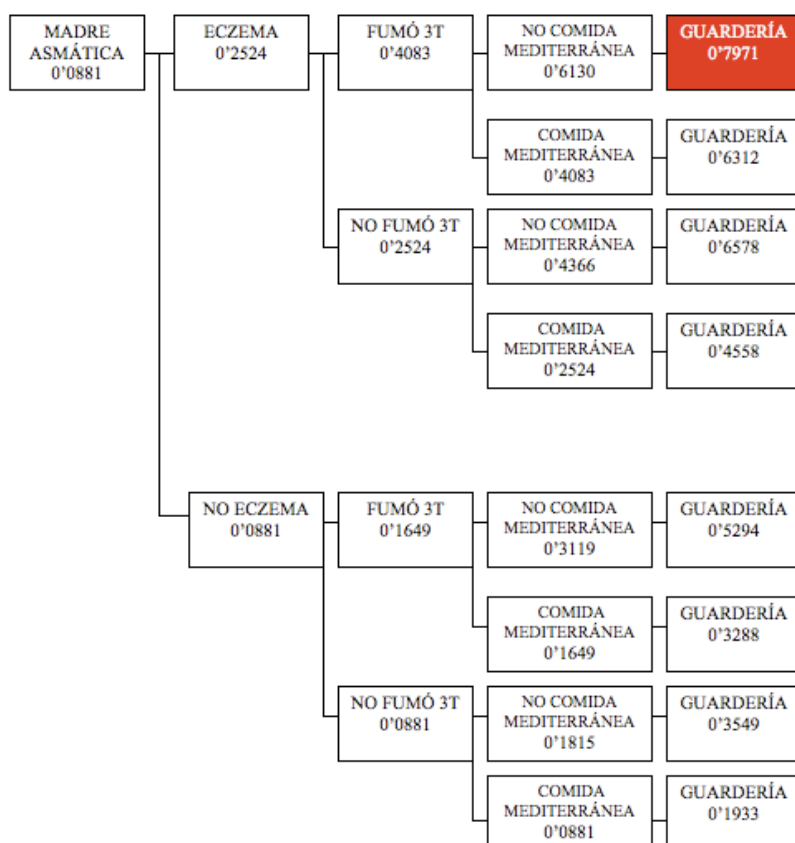 MADRE
ASMÁTICA
0'0881
ECZEMA
0'2524
FUMÓ 3T
0'4083
NO COMIDA
MEDITERRÁNEA
0'6130
GUARDERÍA
0'7971
COMIDA
MEDITERRÁNEA
0'4083
GUARDERÍA
0'6312
NO FUMÓ 3T
0'2524
NO COMIDA
MEDITERRÁNEA
0'4366
GUARDERÍA
0'6578
COMIDA
MEDITERRÁNEA
0'2524
GUARDERÍA
0'4558
NO ECZEMA
0'0881
FUMÓ 3T
0'1649
NO COMIDA
MEDITERRÁNEA
0'3119
GUARDERÍA
0'5294
COMIDA
MEDITERRÁNEA
0'1649
GUARDERÍA
0'3288
NO FUMÓ 3T
0'0881
NO COMIDA
MEDITERRÁNEA
0'1815
GUARDERÍA
0'3549
COMIDA
MEDITERRÁNEA
0'0881
GUARDERÍA
0'1933